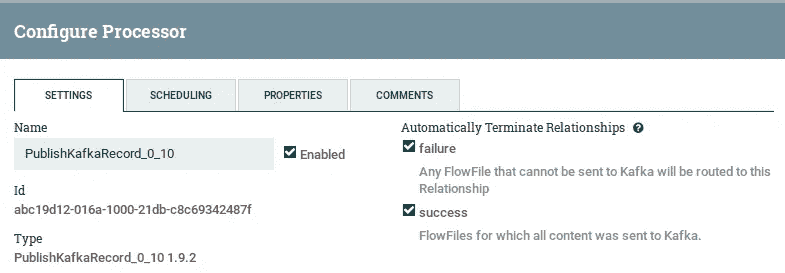 Configure Processor
SETTINGS
SCHEDULING
PROPERTIES
COMMENTS
Name
PublishKafkaRecord_0_10
Enabled
Id
abc19d12-016a-1000-21db-c8c69342487f
Type
PublishKafkaRecord_0_10 1.9.2
Automatically Terminate Relationships ?
failure
Any FlowFile that cannot be sent to Kafka will be routed to this
Relationship
success
FlowFiles for which all content was sent to Kafka.